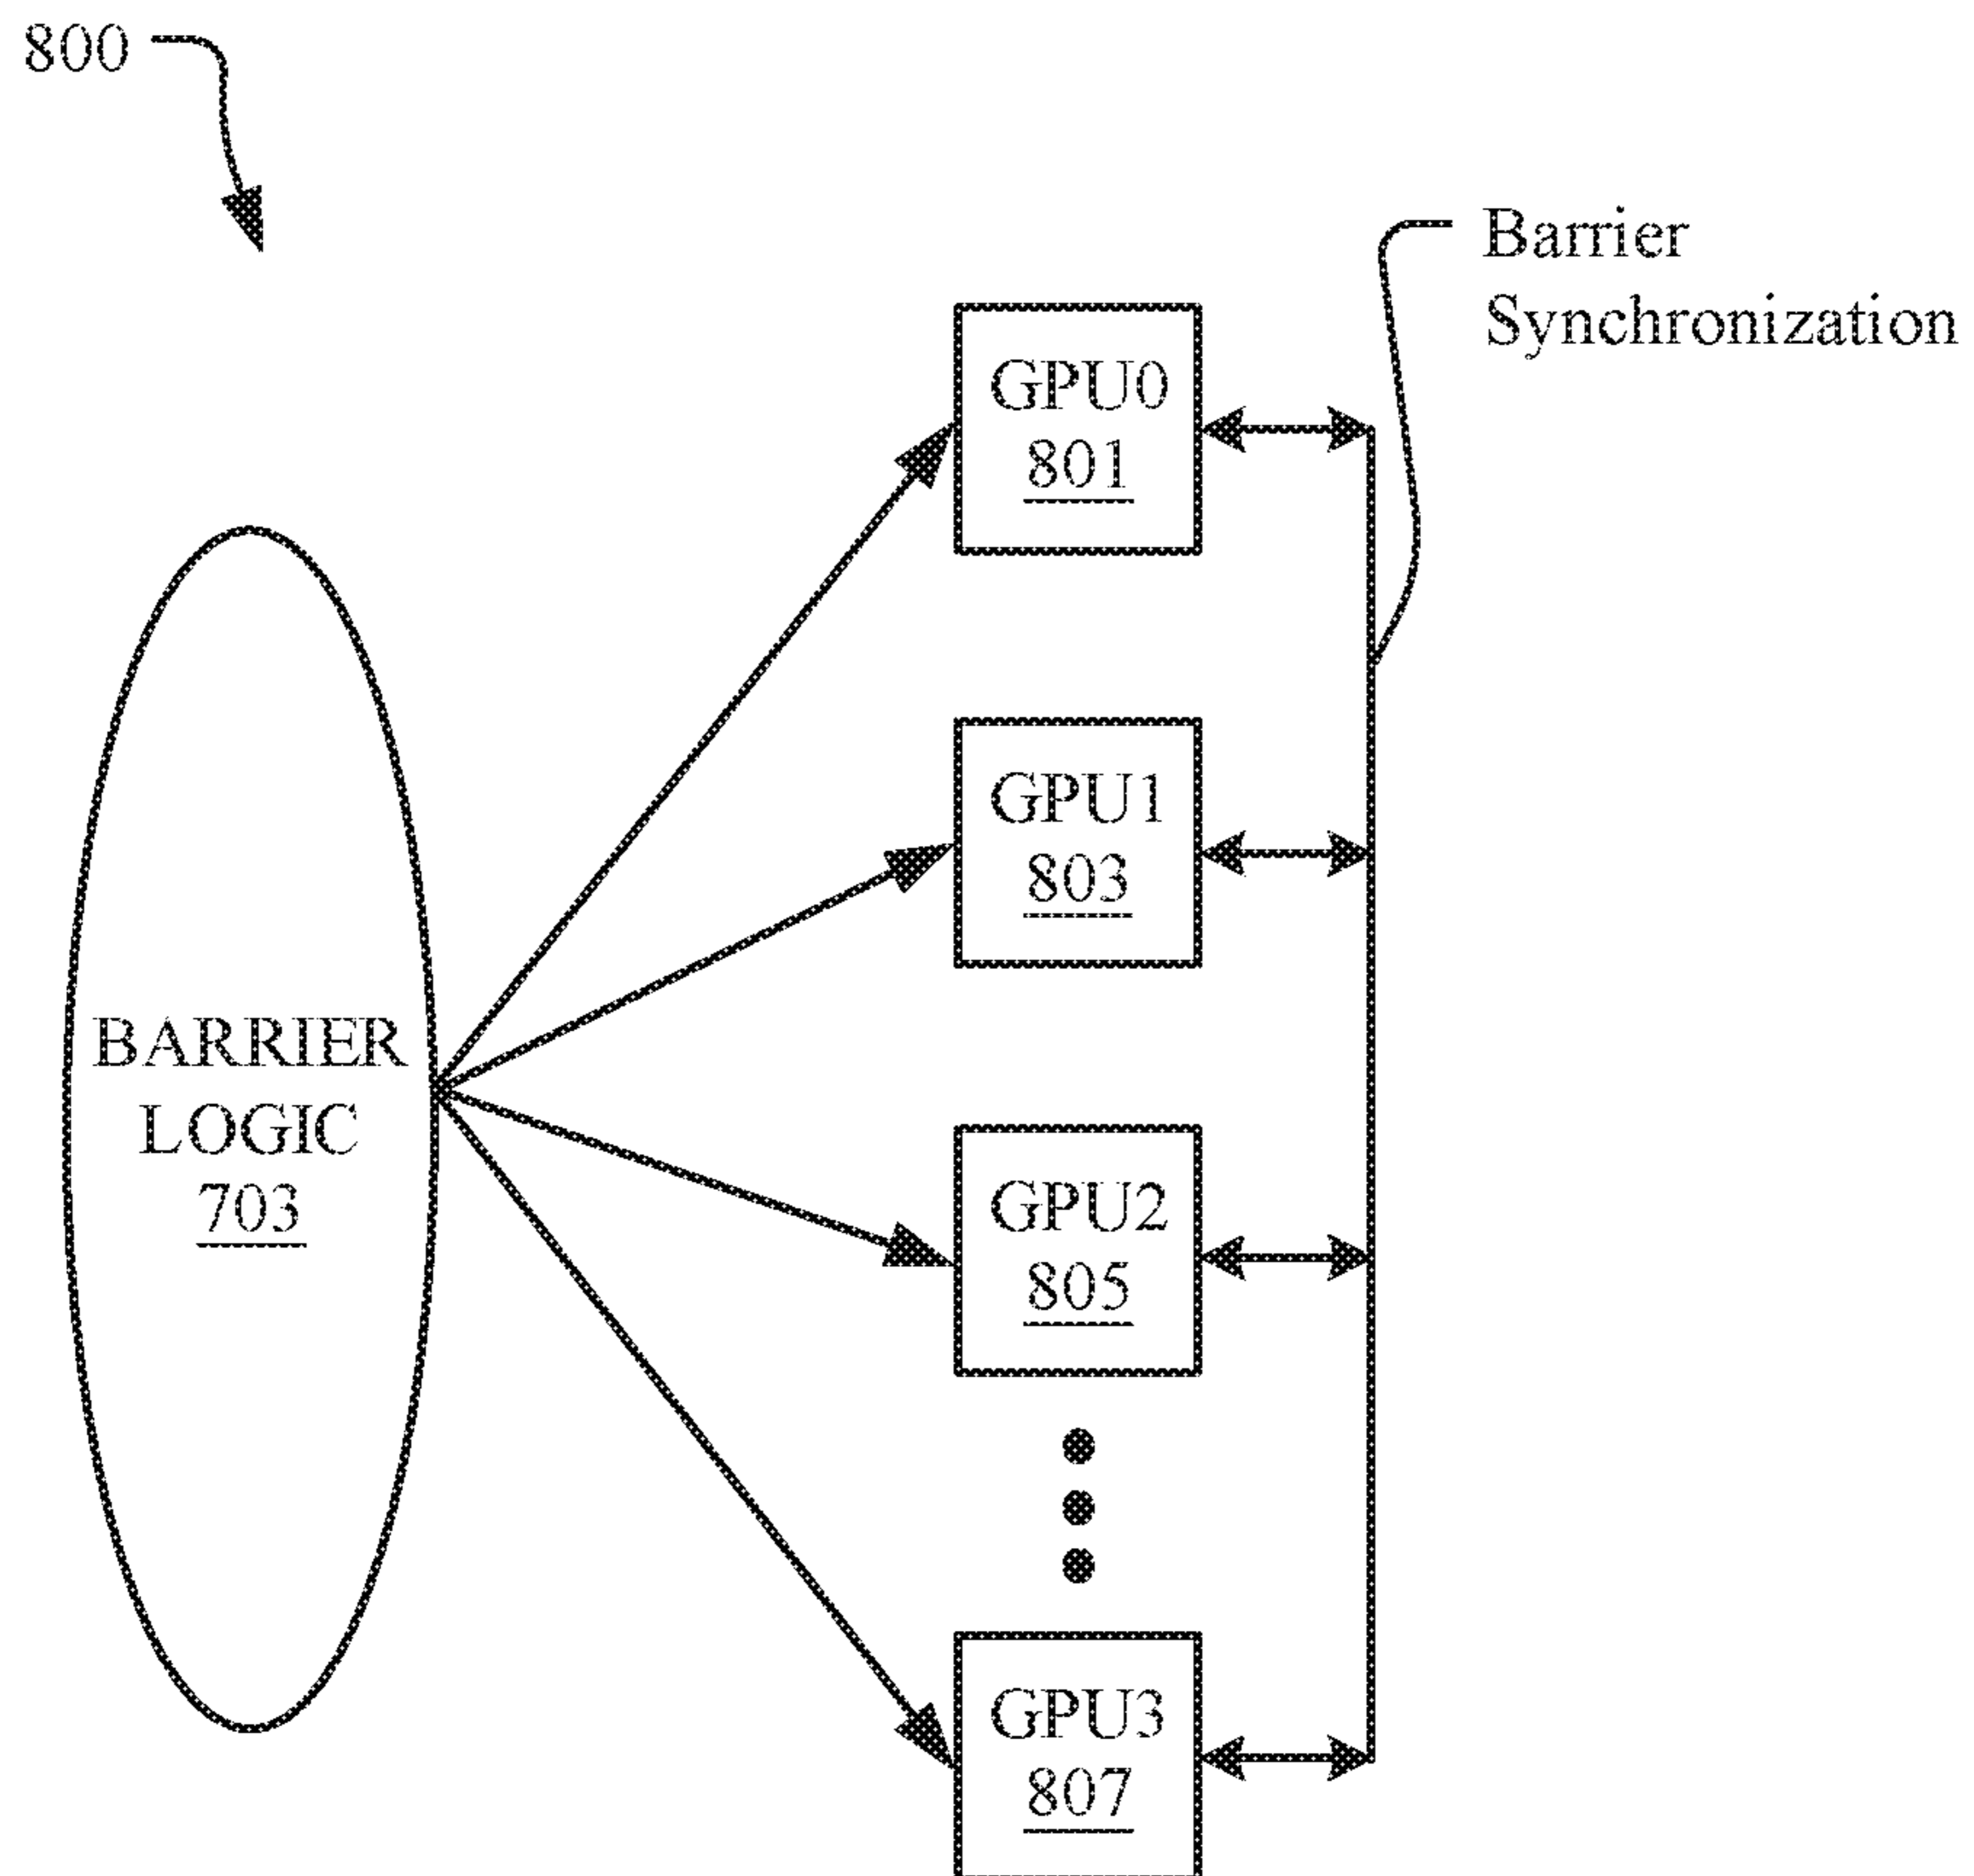 800
Barrier
Synchronization
GPU0
801
GPU1
803
BARRIER
LOGIC
703
GPU2
805
GPU3
807